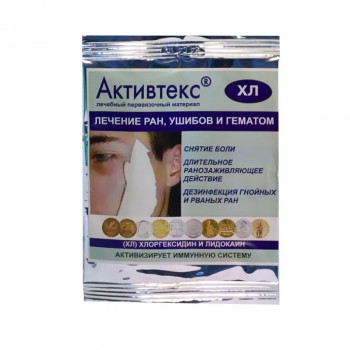 Активтекс®
ХЛ
лечебный перевязочный материал
ЛЕЧЕНИЕ РАН, УШИБОВ И ГЕМАТОМ
СНЯТИЕ БОЛИ
ДЛИТЕЛЬНОЕ
РАНОЗАЖИВЛЯЮЩЕЕ
ДЕЙСТВИЕ
ДЕЗИНФЕКЦИЯ ГНОЙНЫХ
И РВАНЫХ РАН
(ХЛ) ХЛОРГЕКСИДИН И ЛИДОКАИН
АКТИВИЗИРУЕТ ИММУННУЮ СИСТЕМУ